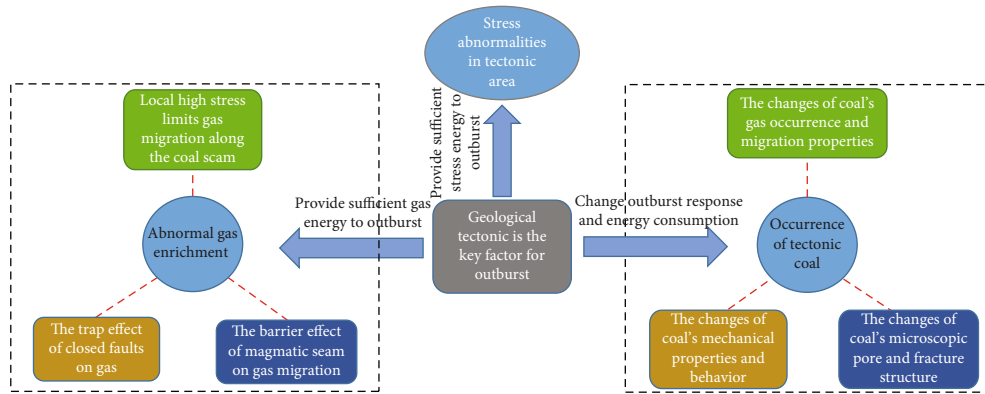 Stress
abnormalities
in tectonic
area
Provide sufficient
stress energy to
outburst
Local high stress
limits gas
migration along
the coal scam
Abnormal gas
enrichment
The trap effect
of closed faults
on gas
The barrier effect
of magmatic seam
on gas migration
Provide sufficient gas
energy to outburst
Geological
tectonic is the
key factor for
outburst
Change outburst response
and energy consumption
The changes of coal's
gas occurrence and
migration properties
Occurrence of
tectonic
coal
The changes of
coal's mechanical
properties and
behavior
The changes of
coal's microscopic
pore and fracture
structure